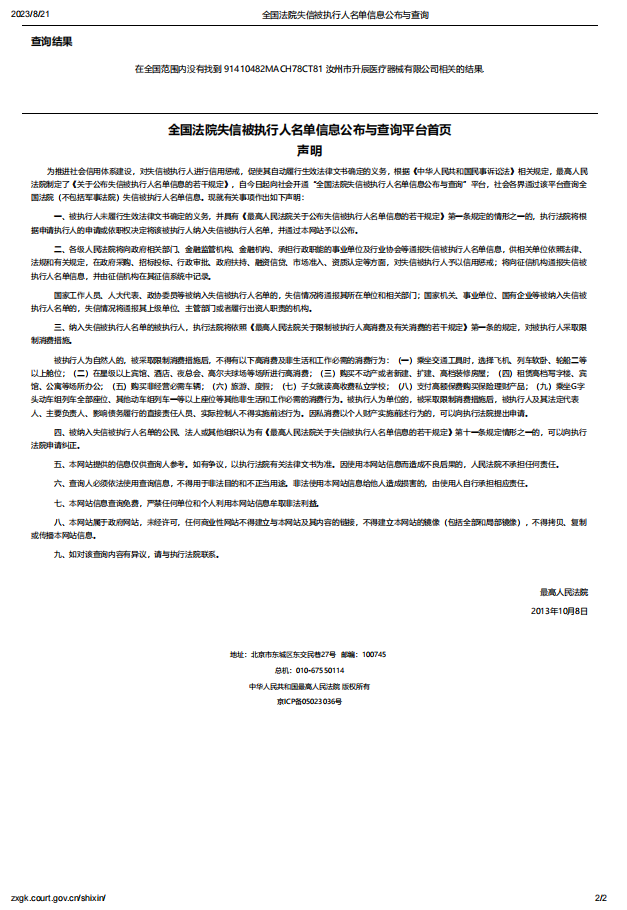 2023/8/21
全国法院失信被执行人名单信息公布与查询
查询结果
在全国范围内没有找到 91410482MACH78CT81 汝州市升辰医疗器械有限公司相关的结果.
全国法院失信被执行人名单信息公布与查询平台首页
声明
为推进社会信用体系建设，对失信被执行人进行信用惩戒，促使其自动履行生效法律文书确定的义务，根据《中华人民共和国民事诉讼法》相关规定，最高人民
法院制定了《关于公布失信被执行人名单信息的若干规定》，自今日起向社会开通“全国法院失信被执行人名单信息公布与查询”平台，社会各界通过该平台查询全
国法院（不包括军事法院）失信被执行人名单信息。现就有关事项作出如下声明：
一、被执行人未履行生效法律文书确定的义务，并具有《最高人民法院关于公布失信被执行人名单信息的若干规定》第一条规定的情形之一的，执行法院将根
据申请执行人的申请或依职权决定将该被执行人纳入失信被执行人名单，并通过本网站予以公布。
二、各级人民法院将向政府相关部门、金融监管机构、金融机构、承担行政职能的事业单位及行业协会等通报失信被执行人名单信息，供相关单位依照法律、
法规和有关规定，在政府采购、招标投标、行政审批、政府扶持、融资信贷、市场准入、资质认定等方面，对失信被执行人予以信用惩戒；将向征信机构通报失信被
执行人名单信息，并由征信机构在其征信系统中记录。
国家工作人员、人大代表、政协委员等被纳入失信被执行人名单的，失信情况将通报其所在单位和相关部门；国家机关、事业单位、国有企业等被纳入失信被
执行人名单的，失信情况将通报其上级单位、主管部门或者履行出资人职责的机构。
三、纳入失信被执行人名单的被执行人，执行法院将依照《最高人民法院关于限制被执行人高消费及有关消费的若干规定》第一条的规定，对被执行人采取限
制消费措施。
被执行人为自然人的，被采取限制消费措施后，不得有以下高消费及非生活和工作必需的消费行为：（一）乘坐交通工具时，选择飞机、列车软卧、轮船二等
以上舱位；（二）在星级以上宾馆、酒店、夜总会、高尔夫球场等场所进行高消费；（三）购买不动产或者新建、扩建、高档装修房屋；（四）租赁高档写字楼、宾
馆、公寓等场所办公；（五）购买非经营必需车辆；（六）旅游、度假；（七）子女就读高收费私立学校；（八）支付高额保费购买保险理财产品；（九）乘坐G字
头动车组列车全部座位、其他动车组列车一等以上座位等其他非生活和工作必需的消费行为。被执行人为单位的，被采取限制消费措施后，被执行人及其法定代表
人、主要负责人、影响债务履行的直接责任人员、实际控制人不得实施前述行为。因私消费以个人财产实施前述行为的，可以向执行法院提出申请。
四、被纳入失信被执行人名单的公民、法人或其他组织认为有《最高人民法院关于失信被执行人名单信息的若干规定》第十一条规定情形之一的，可以向执行
法院申请纠正。
五、本网站提供的信息仅供查询人参考。如有争议，以执行法院有关法律文书为准。因使用本网站信息而造成不良后果的，人民法院不承担任何责任。
六、查询人必须依法使用查询信息，不得用于非法目的和不正当用途。非法使用本网站信息给他人造成损害的，由使用人自行承担相应责任。
七、本网站信息查询免费，严禁任何单位和个人利用本网站信息牟取非法利益。
八、本网站属于政府网站，未经许可，任何商业性网站不得建立与本网站及其内容的链接，不得建立本网站的镜像（包括全部和局部镜像），不得拷贝、复制
或传播本网站信息。
九、如对该查询内容有异议，请与执行法院联系。
最高人民法院
2013年10月8日
地址：北京市东城区东交民巷27号 邮编：100745
总机：010-67550114
中华人民共和国最高人民法院 版权所有
京ICP备05023036号
zxgk.court.gov.cn/shixin/
2/2